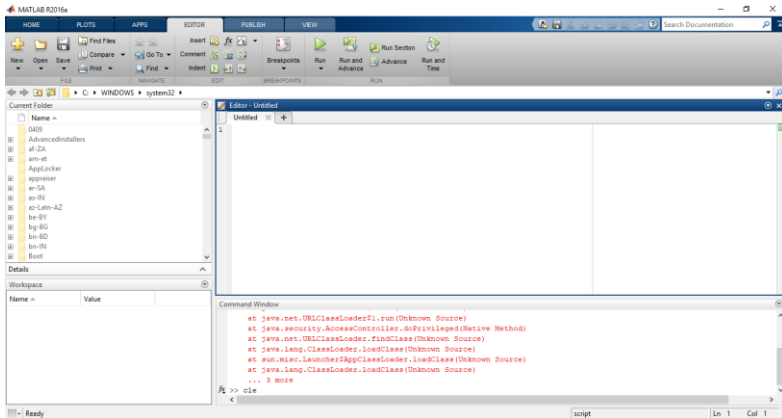 MATLAB R2016a
HOME PLOTS APPS EDITOR PUBLISH VIEW
Search Documentation
New Open Save
Find Files
Compare
Print
Go To
Find
Insert
Comment
Indent
Breakpoints
Run
Run and Advance
Run Section
Advance
Run and Time
FILE NAVIGATE EDIT BREAKPOINTS RUN
C: WINDOWS system32
Current Folder
Name
0409
AdvancedInstallers
af-ZA
am-et
AppLocker
appraiser
ar-SA
as-IN
az-Latn-AZ
be-BY
bg-BG
bn-BD
bn-IN
Boot
Details
Workspace
Name Value
Editor - Untitled
Untitled
1
Command Window
at java.net.URLClassLoader$1.run(Unknown Source)
at java.security.AccessController.doPrivileged(Native Method)
at java.net.URLClassLoader.findClass(Unknown Source)
at java.lang.ClassLoader.loadClass(Unknown Source)
at sun.misc.Launcher$AppClassLoader.loadClass(Unknown Source)
at java.lang.ClassLoader.loadClass(Unknown Source)
... 3 more
fx >> cle
Ready
script
Ln 1 Col 1